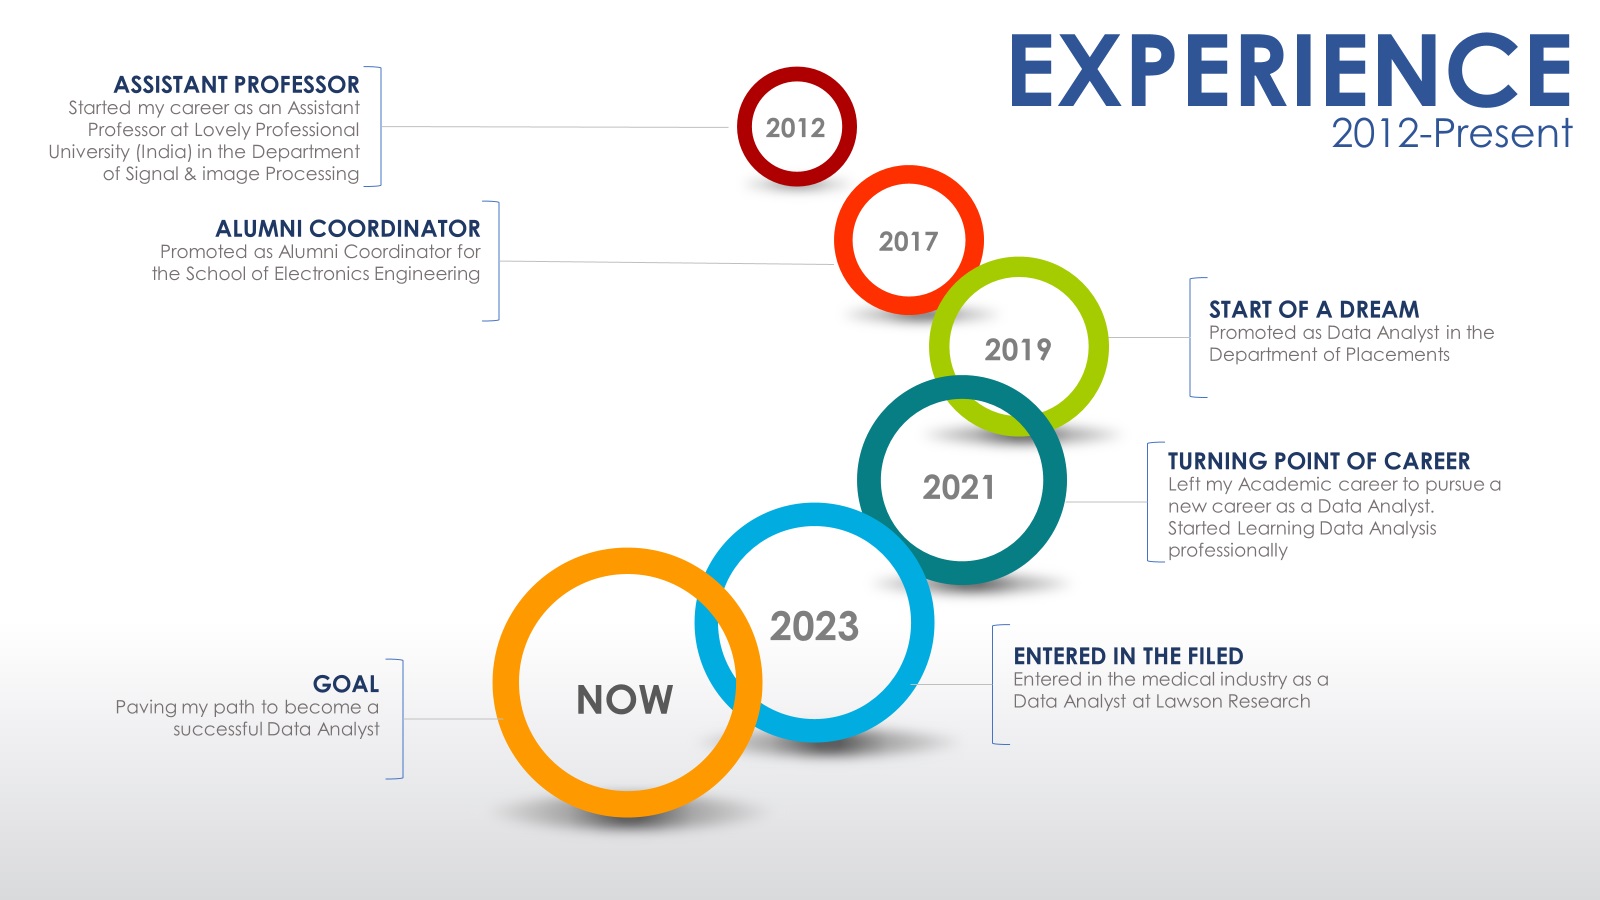 EXPERIENCE
2012-Present
ASSISTANT PROFESSOR
Started my career as an Assistant
Professor at Lovely Professional
University (India) in the Department
of Signal & image Processing
2012
ALUMNI COORDINATOR
Promoted as Alumni Coordinator for
the School of Electronics Engineering
2017
START OF A DREAM
Promoted as Data Analyst in the
Department of Placements
2019
TURNING POINT OF CAREER
Left my Academic career to pursue a
new career as a Data Analyst.
Started Learning Data Analysis
professionally
2021
ENTERED IN THE FILED
Entered in the medical industry as a
Data Analyst at Lawson Research
2023
GOAL
Paving my path to become a
successful Data Analyst
NOW